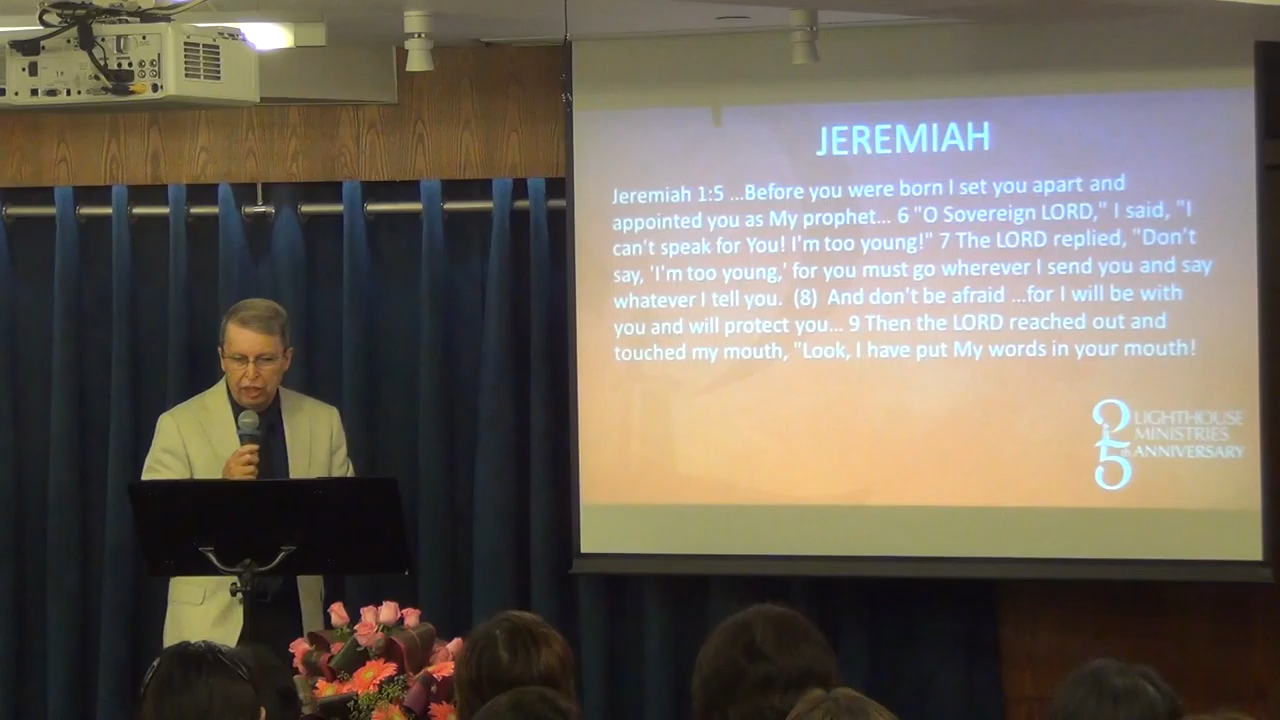 JEREMIAH
Jeremiah 1:5 ...Before you were born I set you apart and
appointed you as My prophet... 6 "O Sovereign LORD," I said, "I
can't speak for You! I'm too young!" 7 The LORD replied, "Don't
say, 'I'm too young,' for you must go wherever I send you and say
whatever I tell you. (8) And don't be afraid ...for I will be with
you and will protect you... 9 Then the LORD reached out and
touched my mouth, "Look, I have put My words in your mouth!
25th LIGHTHOUSE
MINISTRIES
ANNIVERSARY